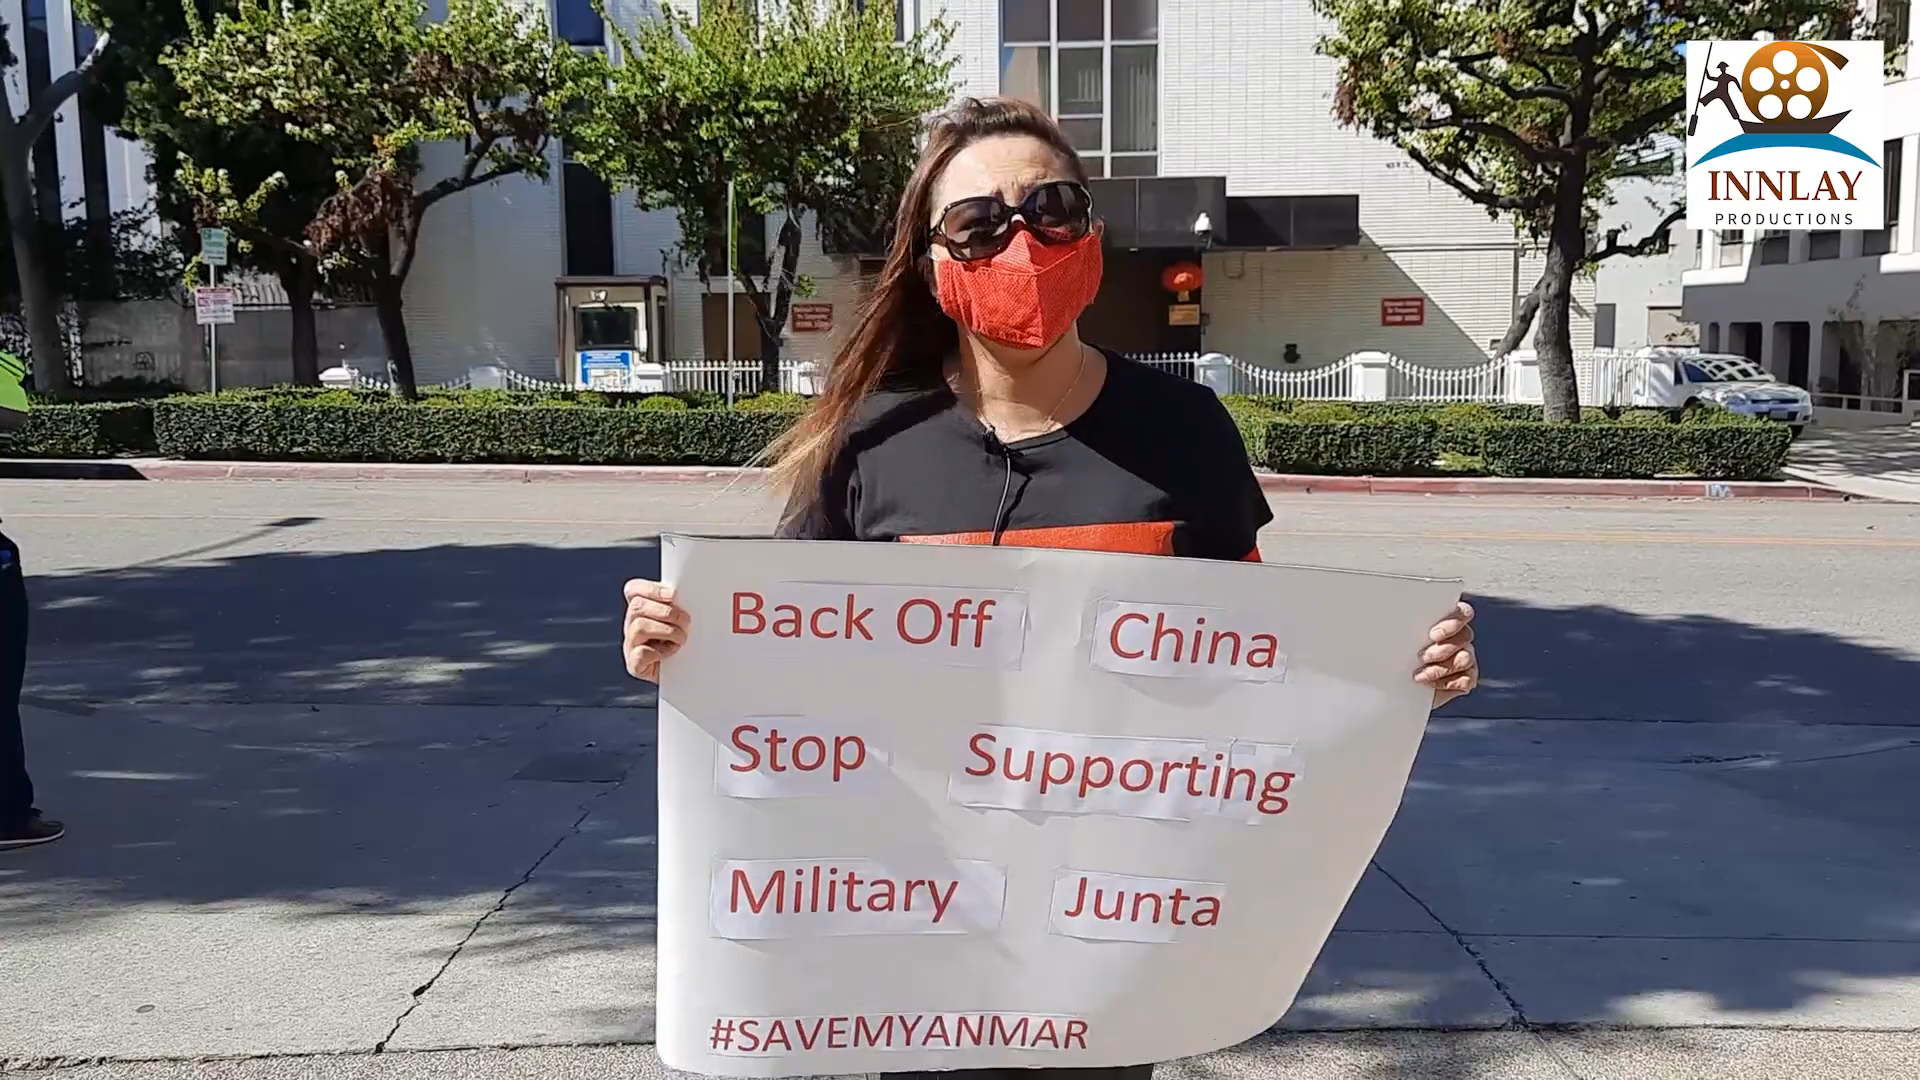 INNLAY
PRODUCTIONS
Back Off China
Stop Supporting
Military Junta
#SAVEMYANMAR